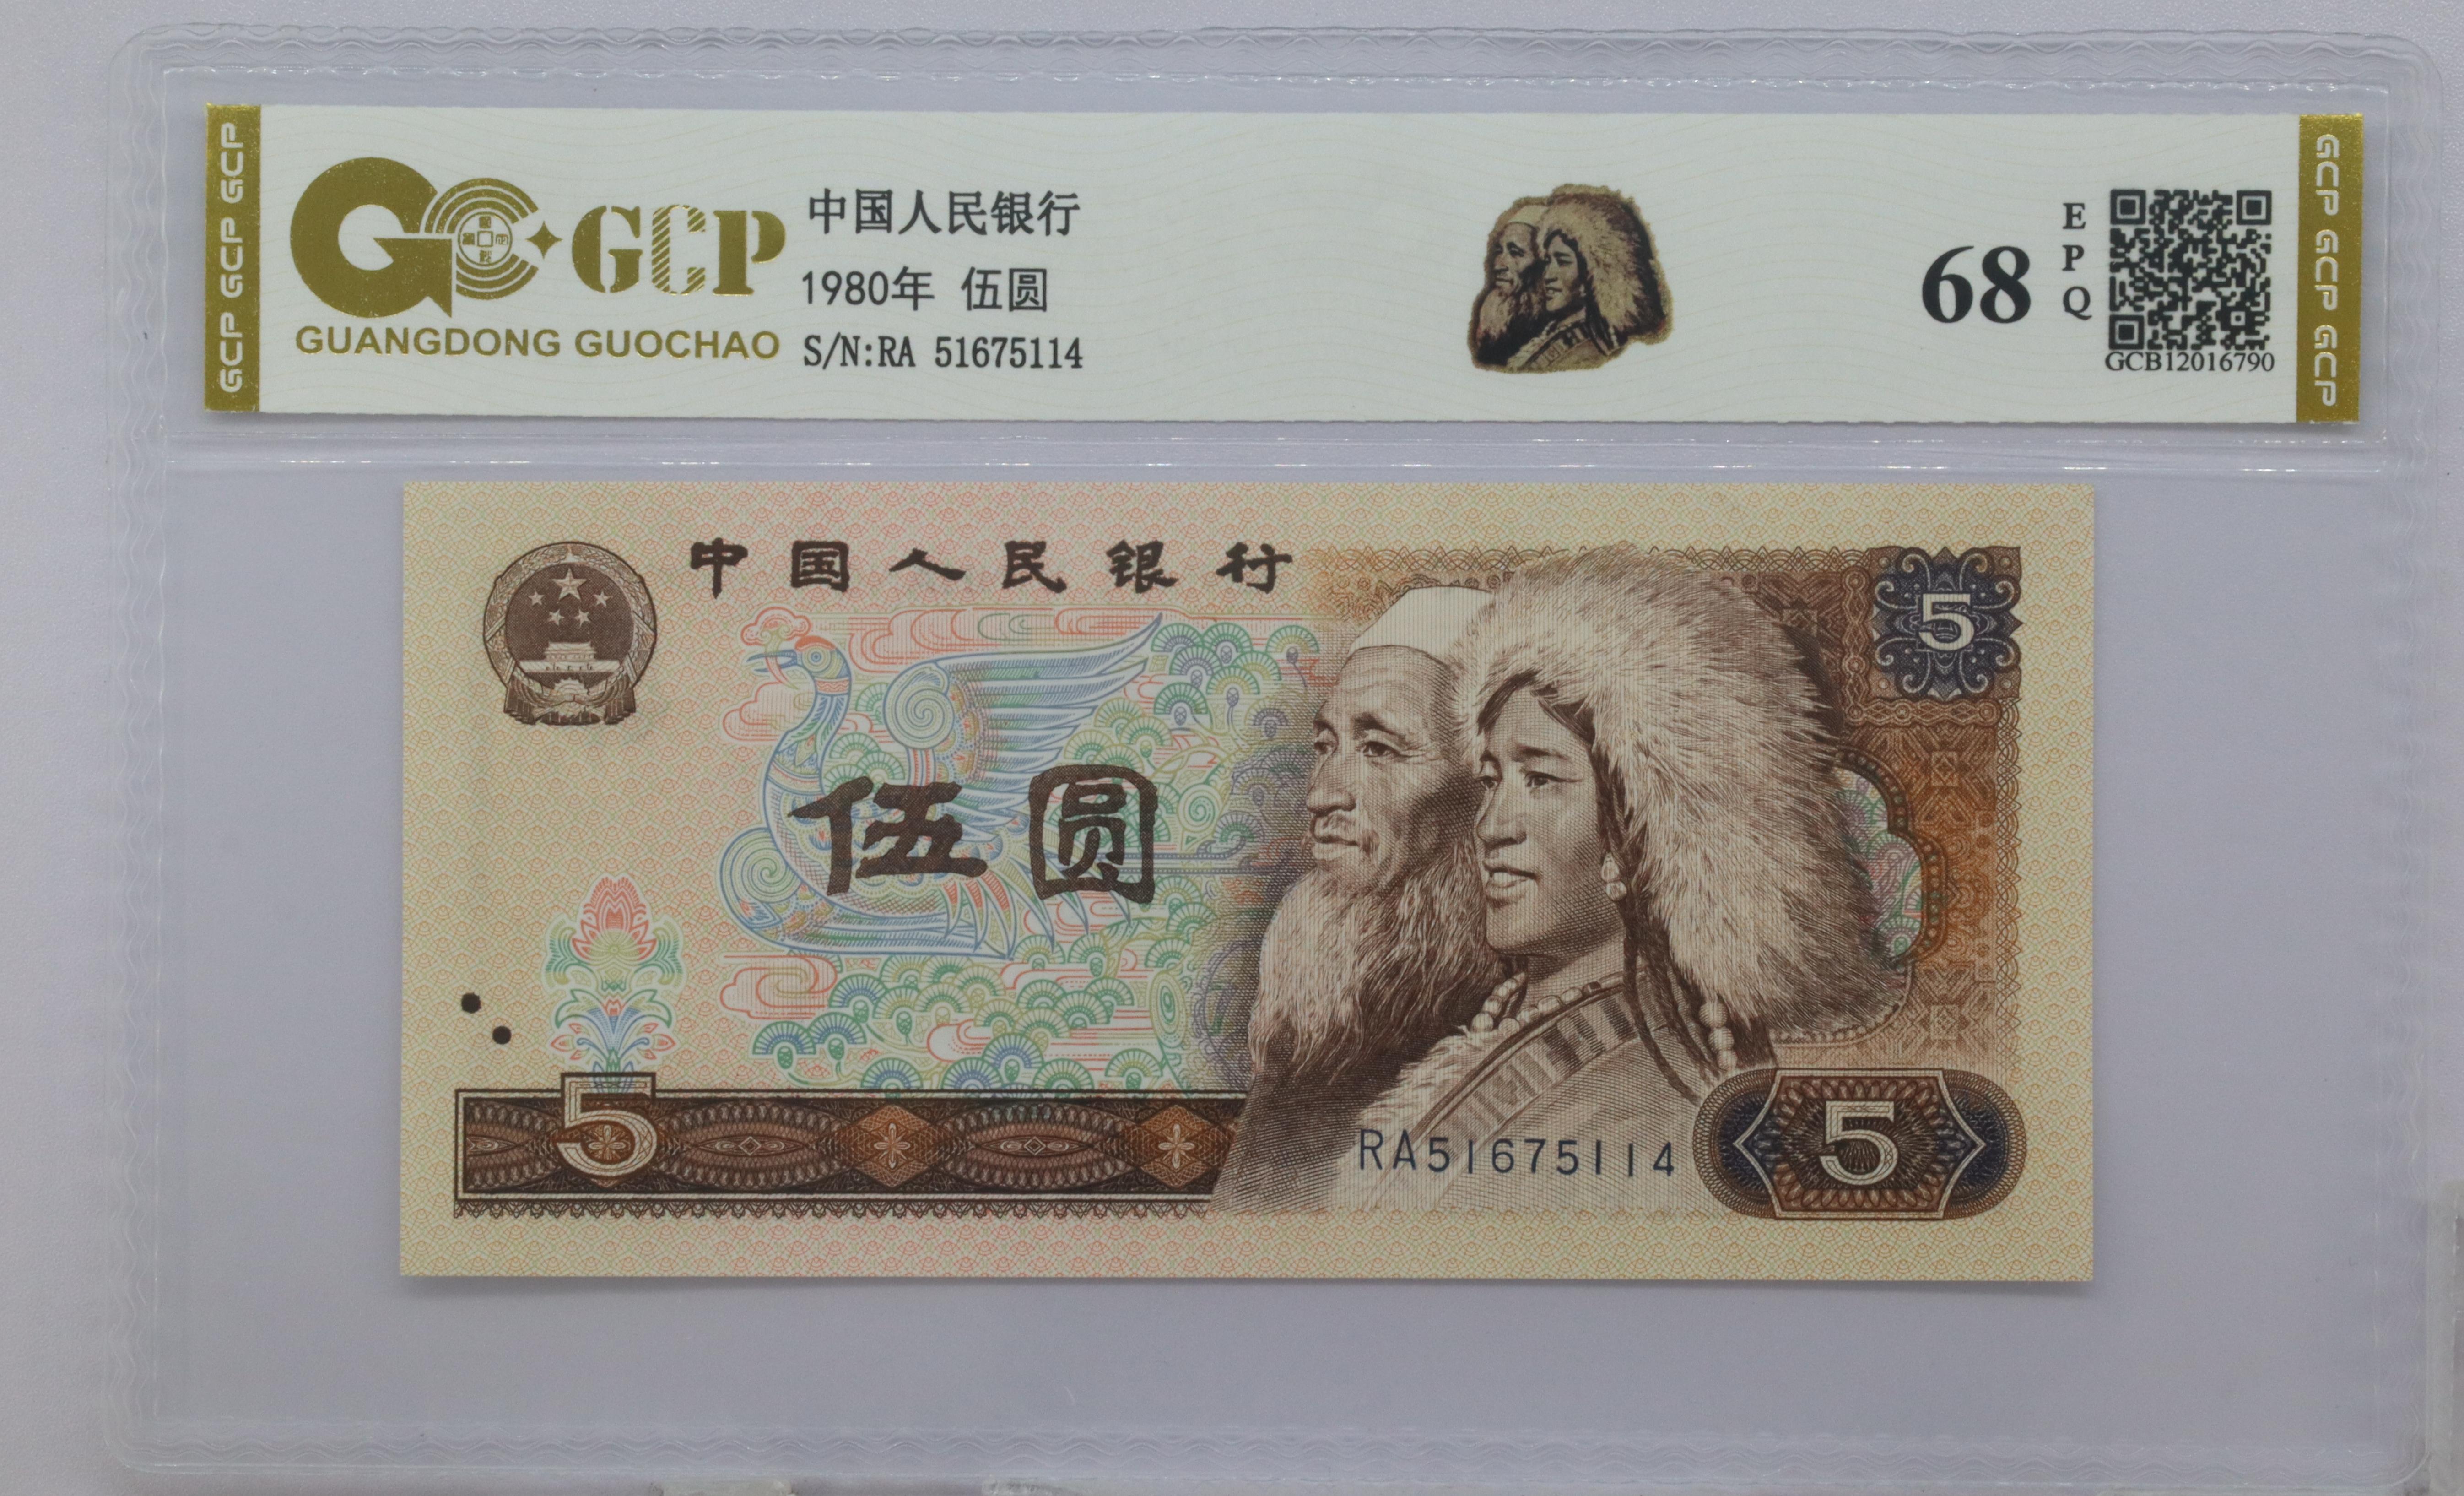 GCP GCP GCP
GCP
GUANGDONG GUOCHAO
中国人民银行
1980年 伍圆
S/N:RA 51675114
68
EPQ
GCB12016790
GCP GCP GCP
中国人民银行
5
伍圆
5
RA51675114
5